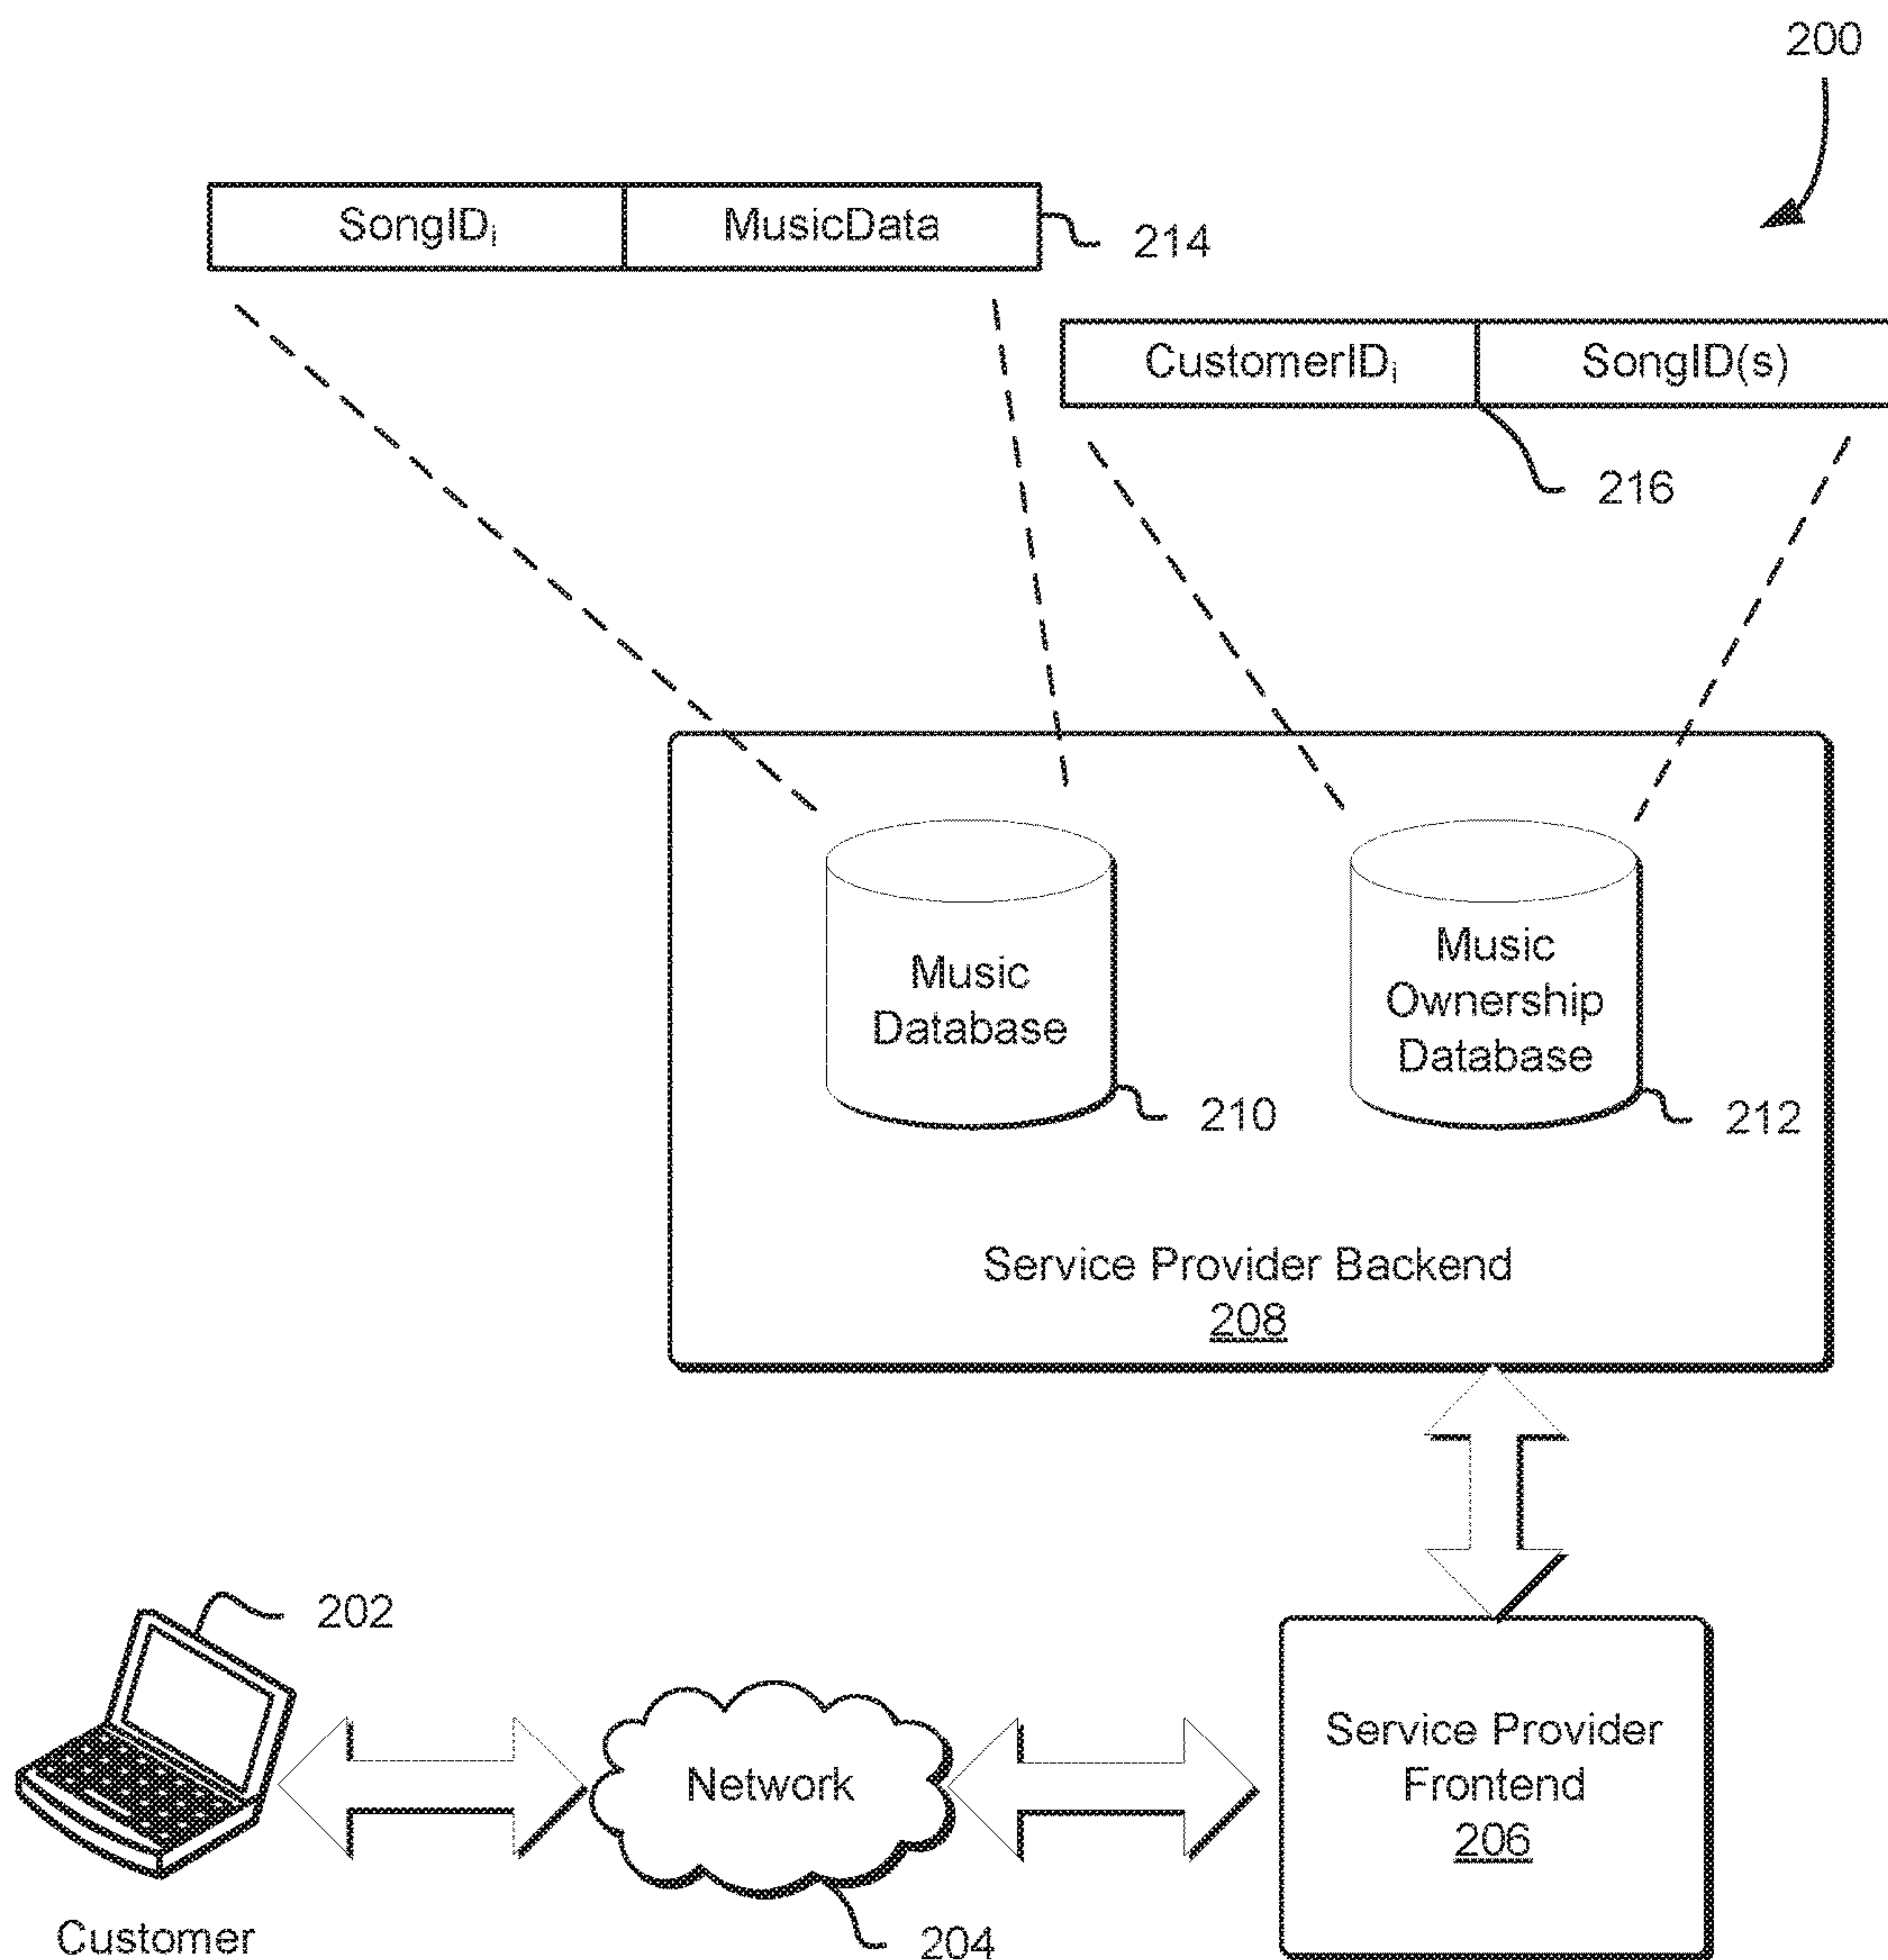 200
SongIDᵢ MusicData
214
CustomerIDᵢ SongID(s)
216
Music
Database
210
Music
Ownership
Database
212
Service Provider Backend
208
202
Customer
Network
204
Service Provider
Frontend
206